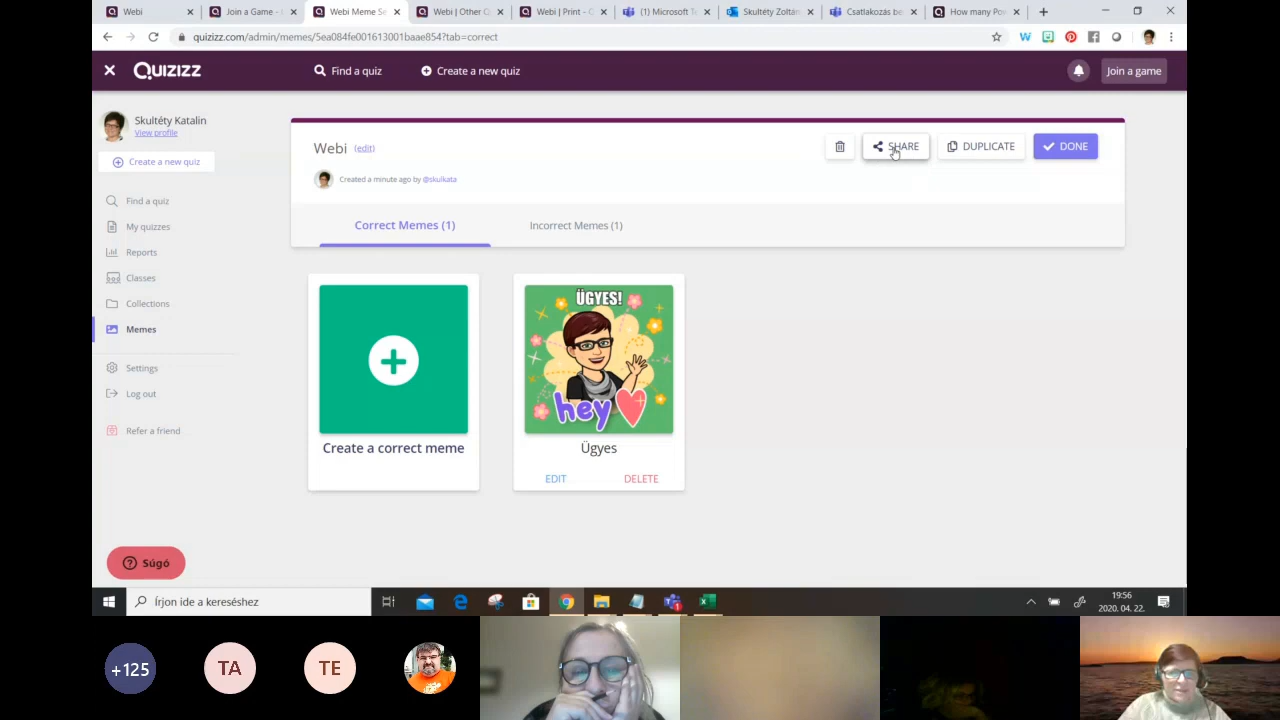 Webi
Join a Game -
Webi Meme Se
Webi | Other Q
Webi | Print - Q
(1) Microsoft Te
Skultéty Zoltán
Csatlakozás be
How many Po
quizizz.com/admin/memes/5ea084fe001613001baae854?tab=correct
QUIZIZZ
Find a quiz
Create a new quiz
Join a game
Skultéty Katalin
View profile
Create a new quiz
Find a quiz
My quizzes
Reports
Classes
Collections
Memes
Settings
Log out
Refer a friend
Súgó
Webi (edit)
SHARE
DUPLICATE
DONE
Created a minute ago by @skulkata
Correct Memes (1)
Incorrect Memes (1)
ÜGYES!
hey
Create a correct meme
Ügyes
EDIT
DELETE
Írjon ide a kereséshez
1
19:56
2020. 04. 22.
+125
TA
TE